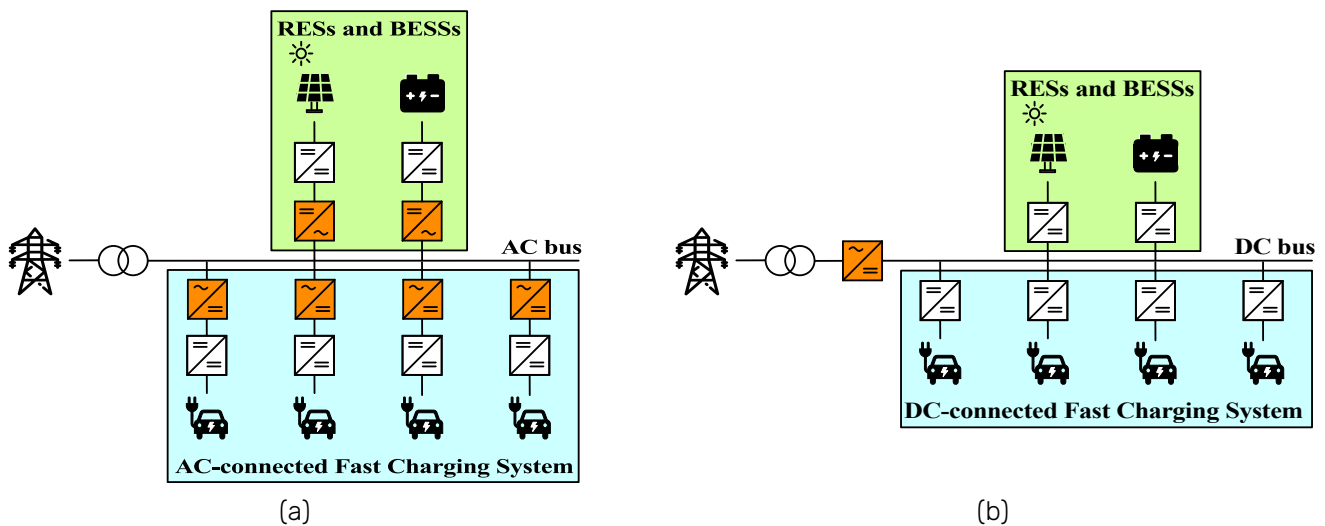 RESs and BESSs
AC bus
AC-connected Fast Charging System
(a)
RESs and BESSs
DC bus
DC-connected Fast Charging System
(b)